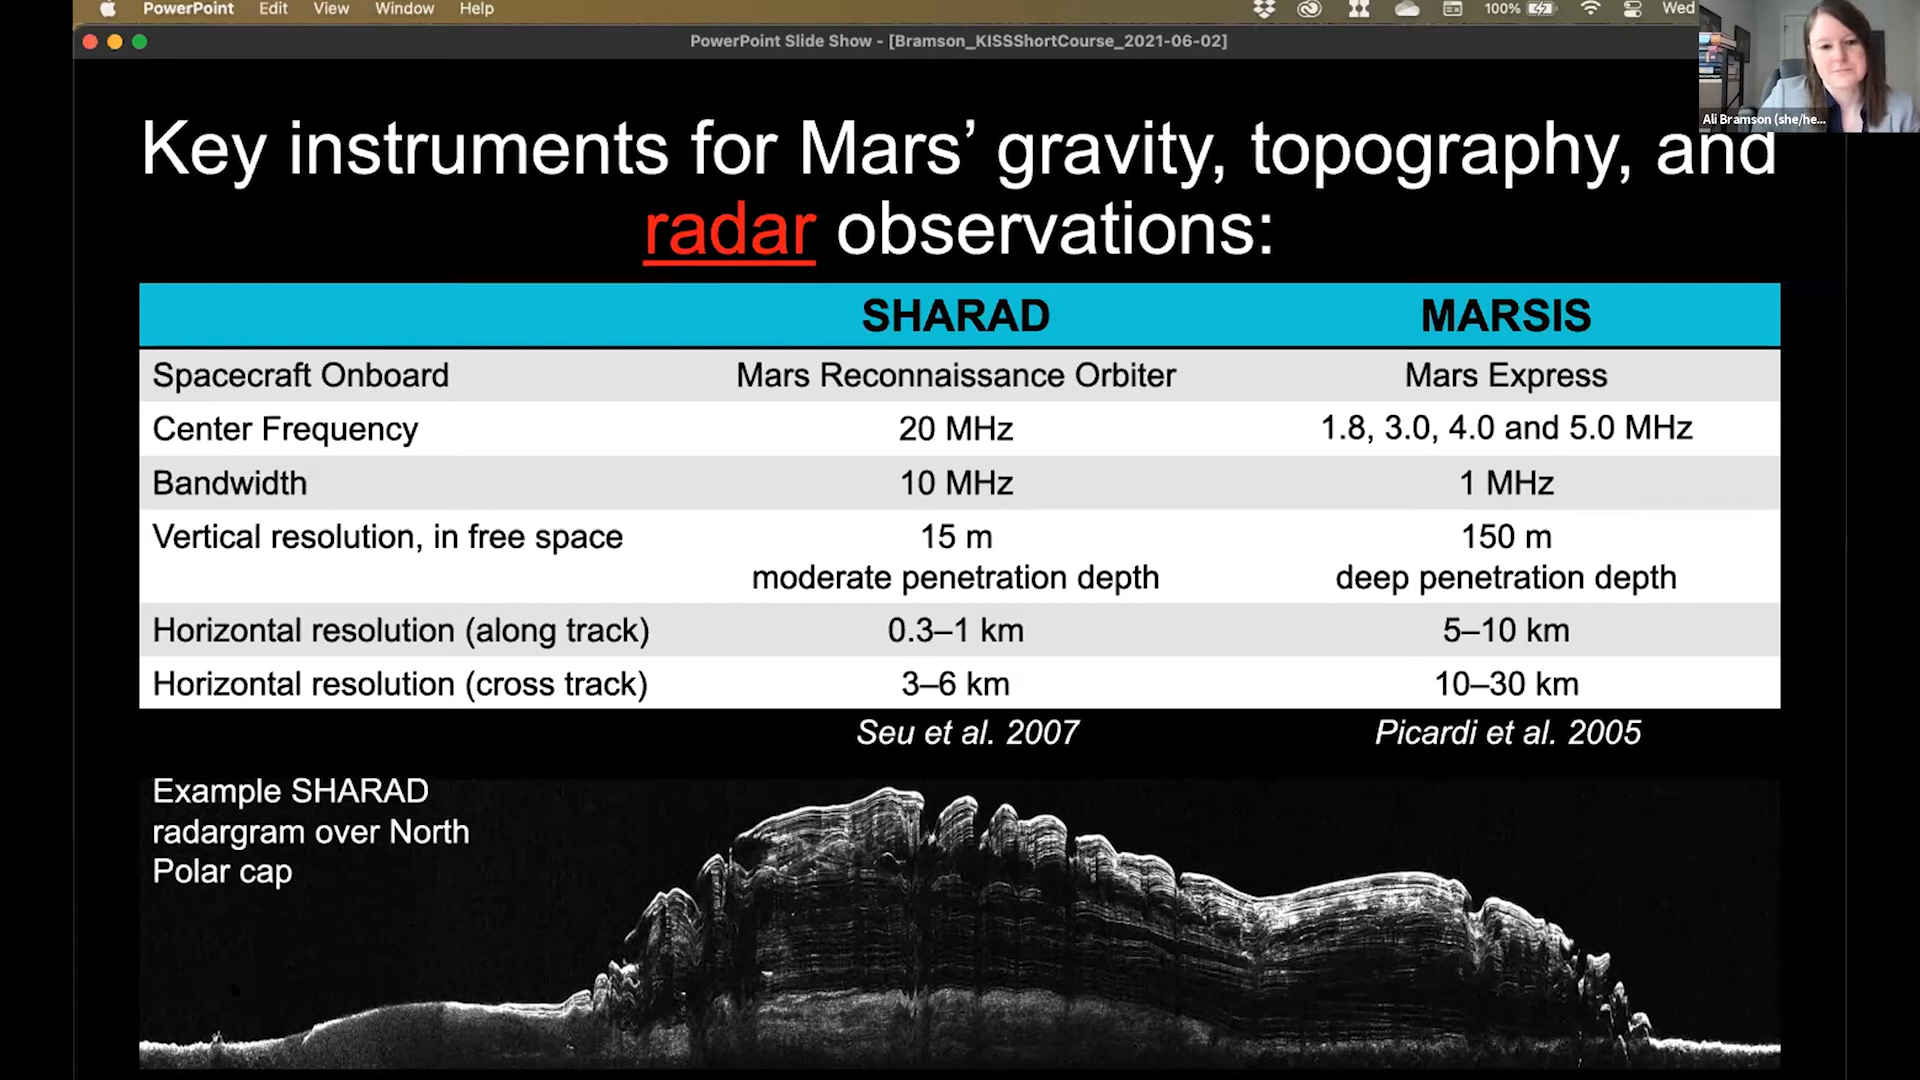 PowerPoint Edit View Window Help 100% Wed
PowerPoint Slide Show - [Bramson_KISSShortCourse_2021-06-02]
Ali Bramson (she/he...
Key instruments for Mars’ gravity, topography, and
radar observations:
SHARAD MARSIS
Spacecraft Onboard Mars Reconnaissance Orbiter Mars Express
Center Frequency 20 MHz 1.8, 3.0, 4.0 and 5.0 MHz
Bandwidth 10 MHz 1 MHz
Vertical resolution, in free space 15 m 150 m
moderate penetration depth deep penetration depth
Horizontal resolution (along track) 0.3–1 km 5–10 km
Horizontal resolution (cross track) 3–6 km 10–30 km
Seu et al. 2007 Picardi et al. 2005
Example SHARAD
radargram over North
Polar cap